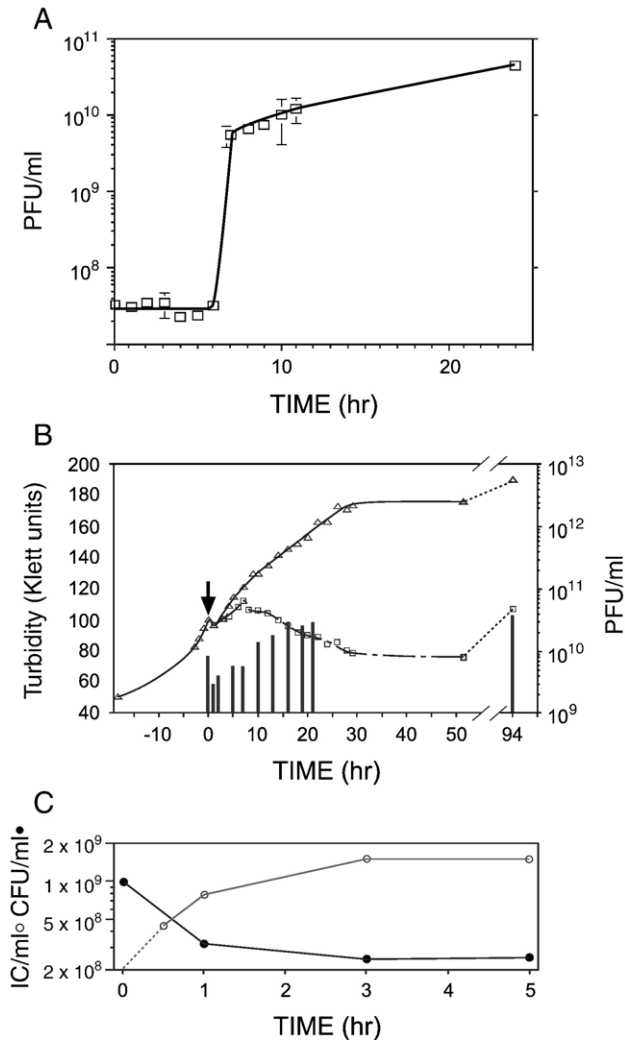 A
10¹¹
10¹⁰
10⁹
10⁸
PFU/ml
0 10 20
TIME (hr)
B
200
180
160
140
120
100
80
60
40
Turbidity (Klett units)
10¹³
10¹²
10¹¹
10¹⁰
10⁹
PFU/ml
-10 0 10 20 30 40 50 94
TIME (hr)
C
2 x 10⁹
1 x 10⁹
5 x 10⁸
2 x 10⁸
IC/ml○ CFU/ml●
0 1 2 3 4 5
TIME (hr)